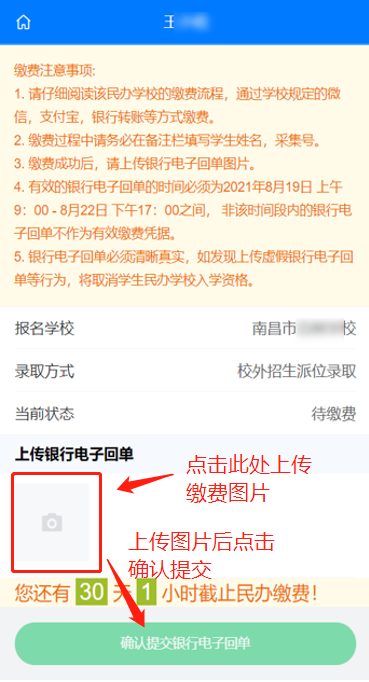 王
缴费注意事项:
1. 请仔细阅读该民办学校的缴费流程，通过学校规定的微
信，支付宝，银行转账等方式缴费。
2. 缴费过程中请务必在备注栏填写学生姓名，采集号。
3. 缴费成功后，请上传银行电子回单图片。
4. 有效的银行电子回单的时间必须为2021年8月19日 上午
9：00 - 8月22日 下午17：00之间， 非该时间段内的银行电
子回单不作为有效缴费凭据。
5. 银行电子回单必须清晰真实，如发现上传虚假银行电子回
单等行为，将取消学生民办学校入学资格。
报名学校 南昌市 校
录取方式 校外招生派位录取
当前状态 待缴费
上传银行电子回单
点击此处上传
缴费图片
上传图片后点击
确认提交
您还有 30 天 1 小时截止民办缴费！
确认提交银行电子回单